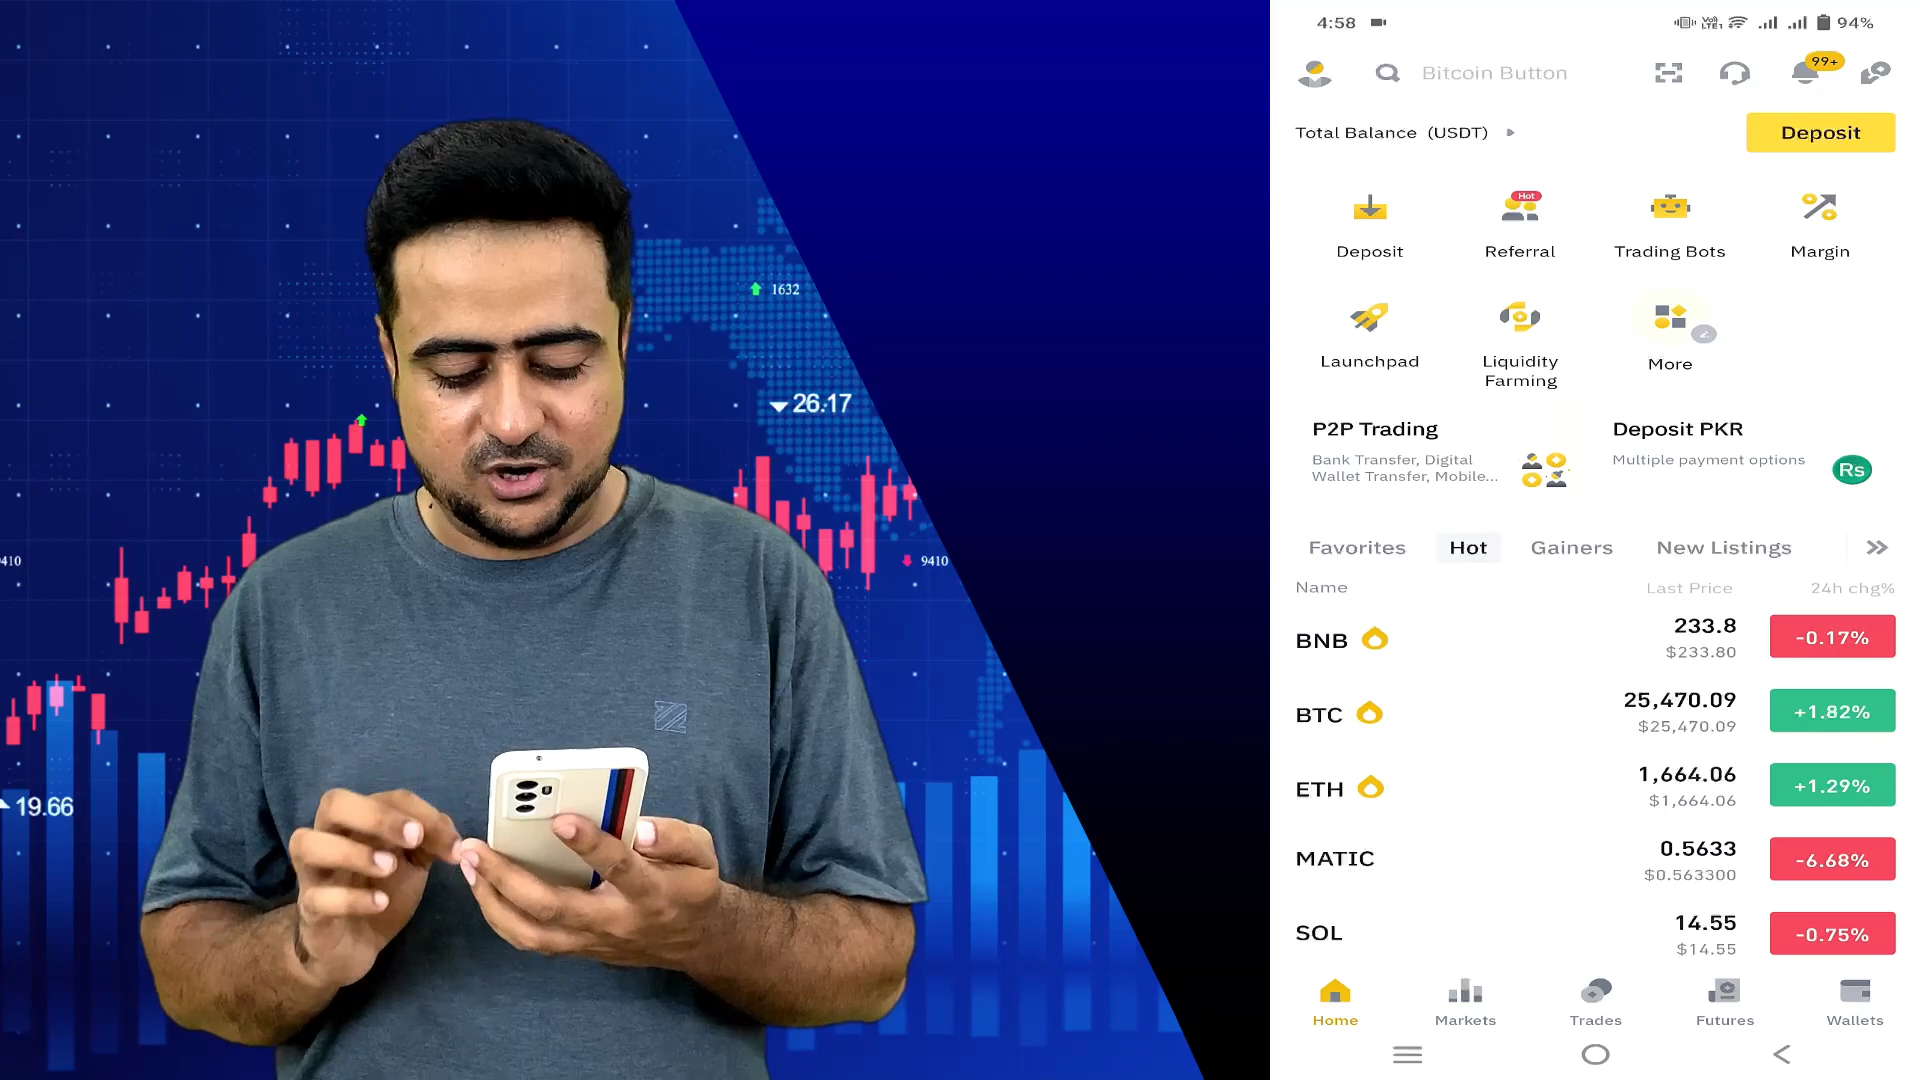 1632
26.17
9410
9410
19.66
4:58
Vo)
LTE1
94%
Bitcoin Button
99+
Total Balance (USDT)
Deposit
Hot
Deposit
Referral
Trading Bots
Margin
Launchpad
Liquidity
Farming
More
P2P Trading
Bank Transfer, Digital
Wallet Transfer, Mobile...
Deposit PKR
Multiple payment options
Rs
Favorites
Hot
Gainers
New Listings
Name
Last Price
24h chg%
BNB
233.8
$233.80
-0.17%
BTC
25,470.09
$25,470.09
+1.82%
ETH
1,664.06
$1,664.06
+1.29%
MATIC
0.5633
$0.563300
-6.68%
SOL
14.55
$14.55
-0.75%
Home
Markets
Trades
Futures
Wallets